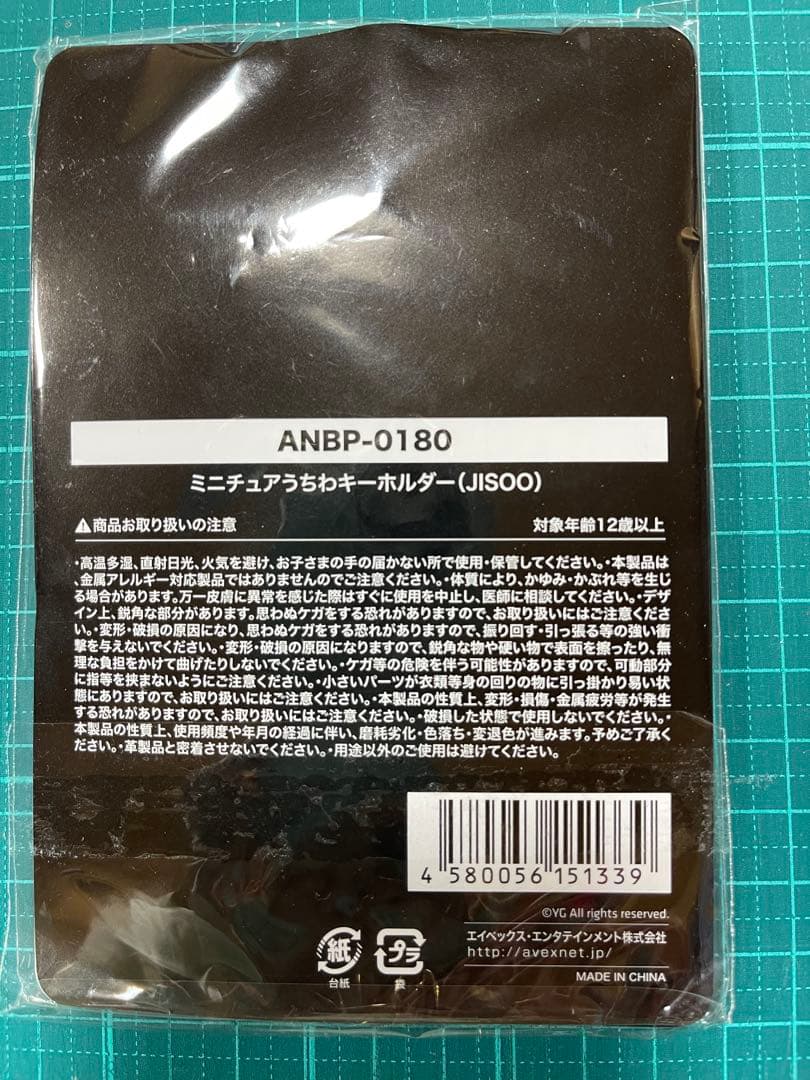 ANBP-0180
ミニチュアうちわキーホルダー(JISOO)
⚠商品お取り扱いの注意
対象年齢12歳以上
・高温多湿、直射日光、火気を避け、お子さまの手の届かない所で使用・保管してください。・本製品は、
金属アレルギー対応製品ではありませんのでご注意ください。・体質により、かゆみ・かぶれ等を生じ
る場合があります。万一皮膚に異常を感じた際はすぐに使用を中止し、医師に相談してください。・デザ
イン上、鋭角な部分があります。思わぬケガをする恐れがありますので、お取り扱いにはご注意くださ
い。・変形・破損の原因になり、思わぬケガをする恐れがありますので、振り回す・引っ張る等の強い衝
撃を与えないでください。・変形・破損の原因になりますので、鋭角な物や硬い物で表面を擦ったり、無
理な負担をかけて曲げたりしないでください。・ケガ等の危険を伴う可能性がありますので、可動部分
に指等を挟まないようにご注意ください。・小さいパーツが衣類等身の回りの物に引っ掛かり易い状
態にありますので、お取り扱いにはご注意ください。・本製品の性質上、変形・損傷・金属疲労等が発生
する恐れがありますので、お取り扱いにはご注意ください。・破損した状態で使用しないでください。・
本製品の性質上、使用頻度や年月の経過に伴い、磨耗劣化・色落ち・変退色が進みます。予めご了承く
ださい。・革製品と密着させないでください。・用途以外のご使用は避けてください。
4 580056 151339
©YG All rights reserved.
エイベックス・エンタテインメント株式会社
http://avexnet.jp/
MADE IN CHINA
紙
台紙
プラ
袋